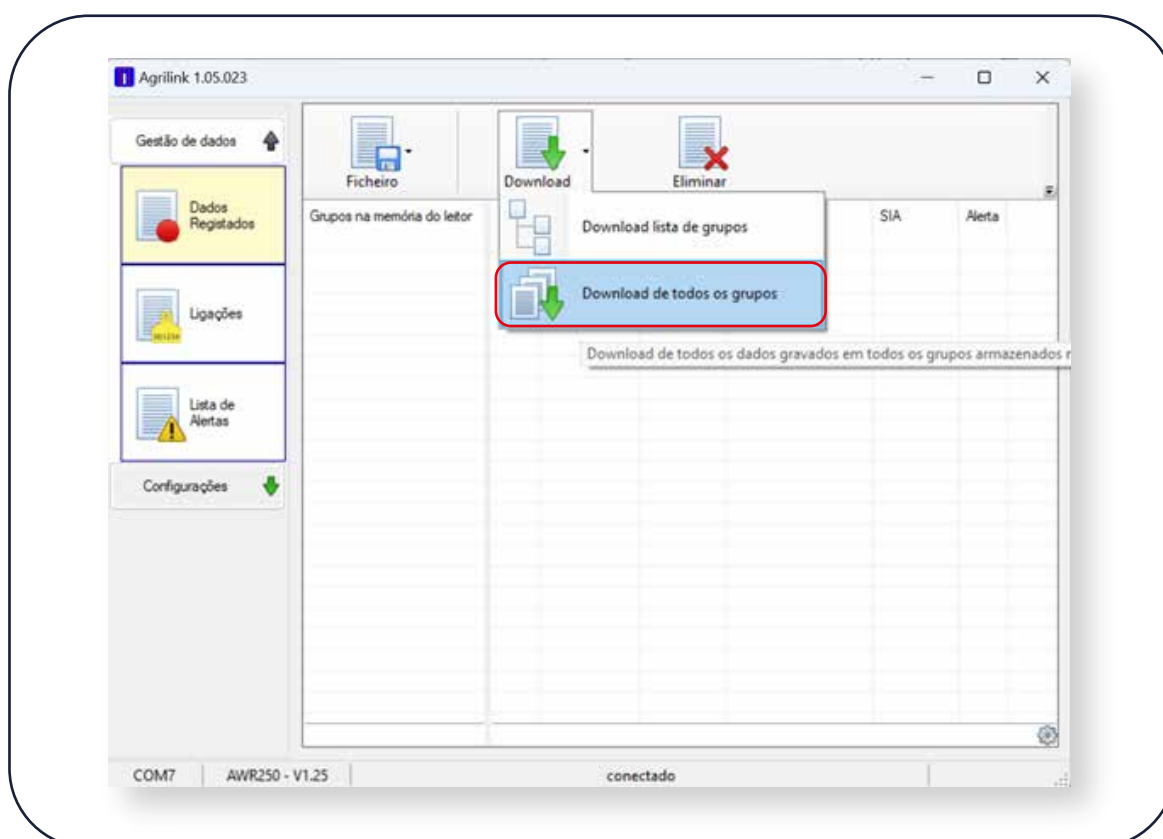 Agrilink 1.05.023
Gestão de dados
Dados
Registados
Ligações
Lista de
Alertas
Configurações
Ficheiro
Download
Eliminar
Grupos na memória do leitor
SIA
Alerta
Download lista de grupos
Download de todos os grupos
Download de todos os dados gravados em todos os grupos armazenados
COM7
AWR250 - V1.25
conectado